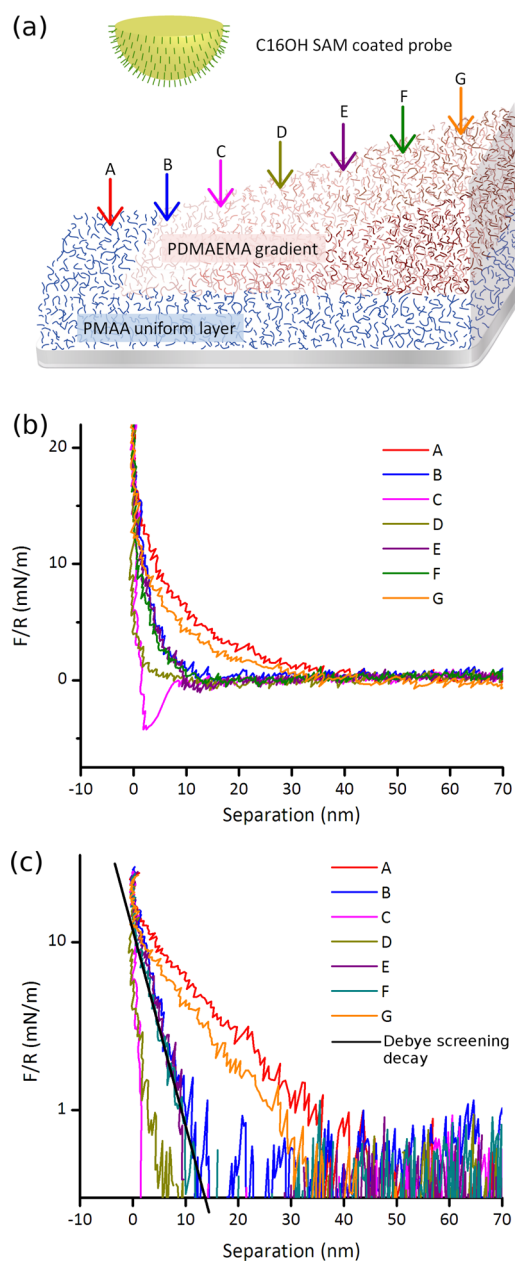 (a)
C16OH SAM coated probe
G
F
E
D
C
B
A
PDMAEMA gradient
PMAA uniform layer
(b)
20
10
0
F/R (mN/m)
A
B
C
D
E
F
G
-10 0 10 20 30 40 50 60 70
Separation (nm)
(c)
10
1
F/R (mN/m)
A
B
C
D
E
F
G
Debye screening
decay
-10 0 10 20 30 40 50 60 70
Separation (nm)